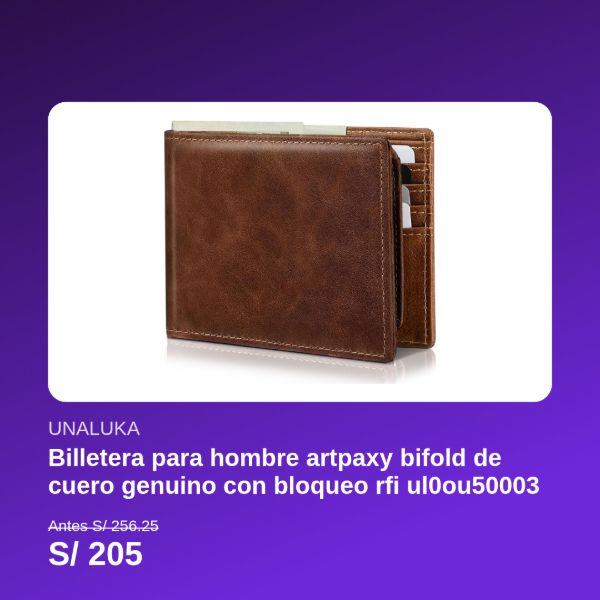 UNALUKA
Billetera para hombre artpaxy bifold de
cuero genuino con bloqueo rfi ul0ou50003
Antes S/ 256.25
S/ 205